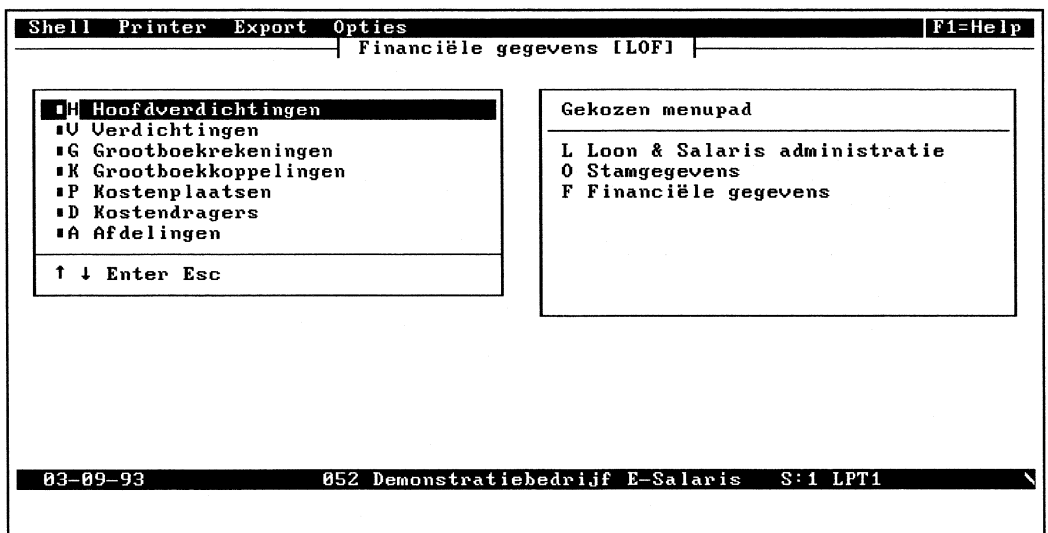 Shell Printer Export Opties F1=Help
Financiële gegevens [LOF]
H Hoofdverdichtingen
V Verdichtingen
G Grootboekrekeningen
K Grootboekkoppelingen
P Kostenplaatsen
D Kostendragers
A Afdelingen
↑ ↓ Enter Esc
Gekozen menupad
L Loon & Salaris administratie
O Stamgegevens
F Financiële gegevens
03-09-93 052 Demonstratiebedrijf E-Salaris S:1 LPT1 \